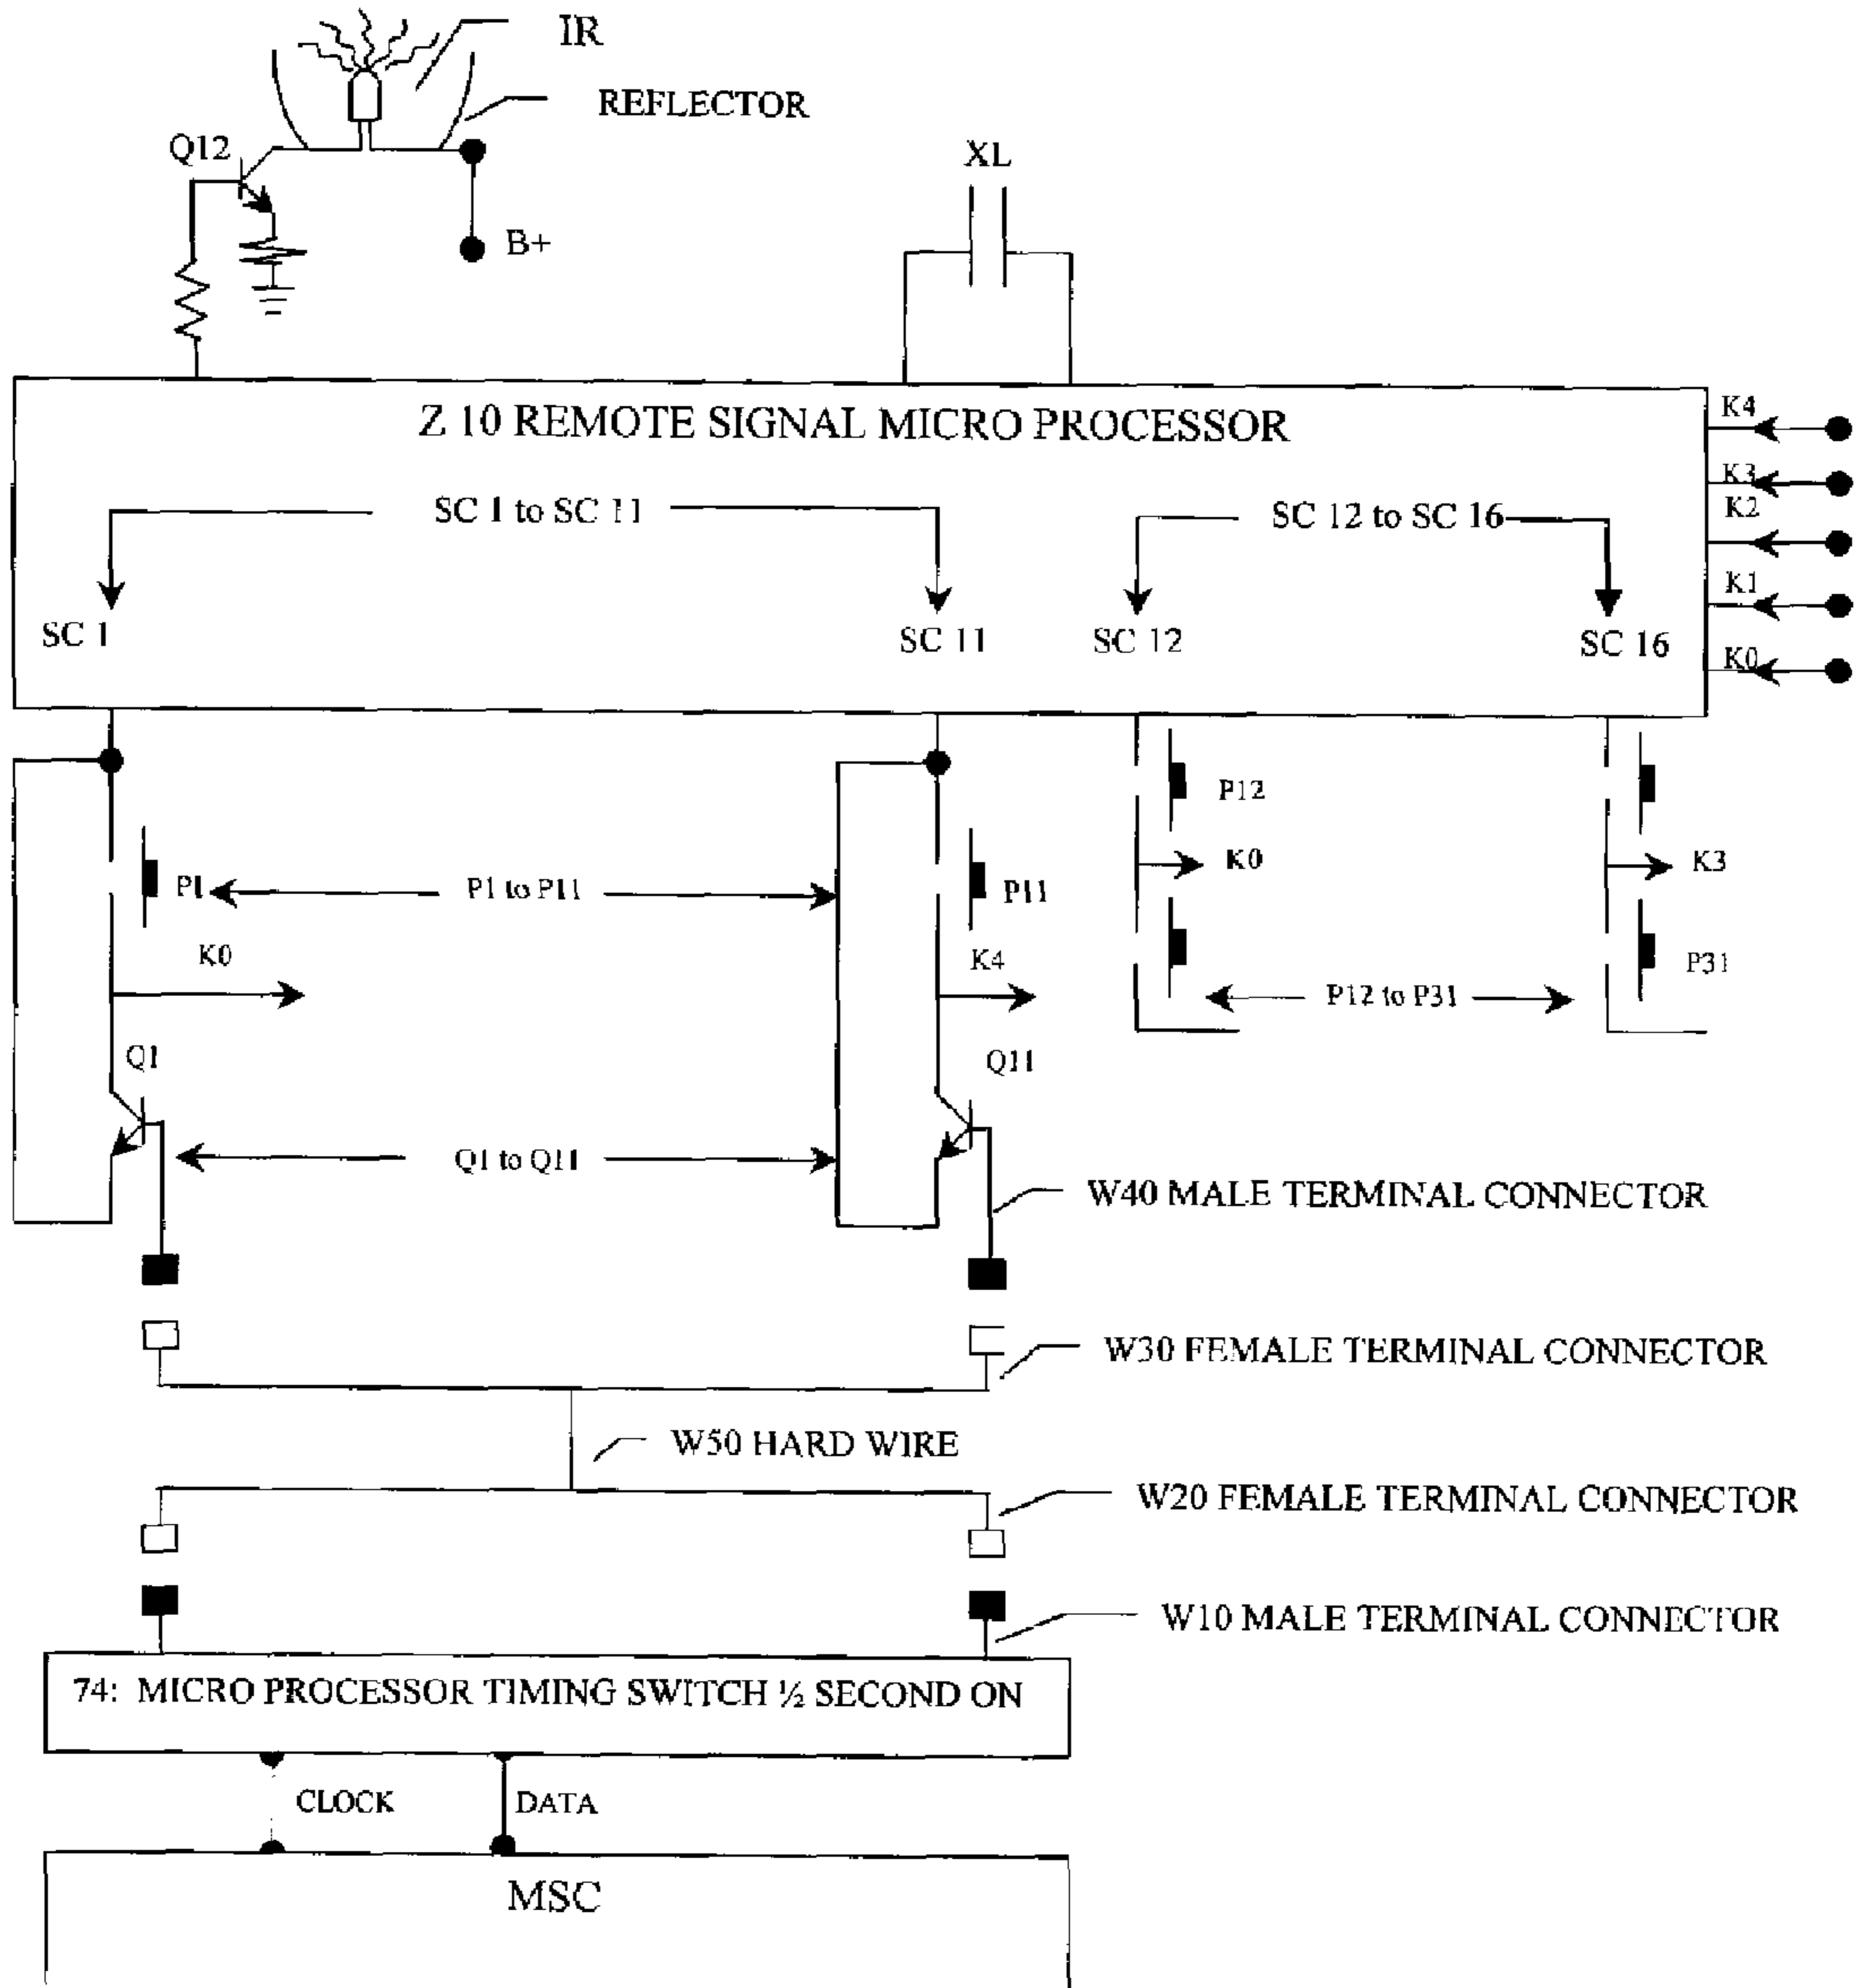 IR
REFLECTOR
Q12
XL
B+
Z 10 REMOTE SIGNAL MICRO PROCESSOR
K4
K3
SC 1 to SC 11
SC 12 to SC 16
K2
K1
SC 1
SC 11
SC 12
SC 16
K0
P12
P1
P1 to P11
P11
K0
K3
K0
K4
P31
P12 to P31
Q1
Q11
Q1 to Q11
W40 MALE TERMINAL CONNECTOR
W30 FEMALE TERMINAL CONNECTOR
W50 HARD WIRE
W20 FEMALE TERMINAL CONNECTOR
W10 MALE TERMINAL CONNECTOR
74: MICRO PROCESSOR TIMING SWITCH ½ SECOND ON
CLOCK
DATA
MSC